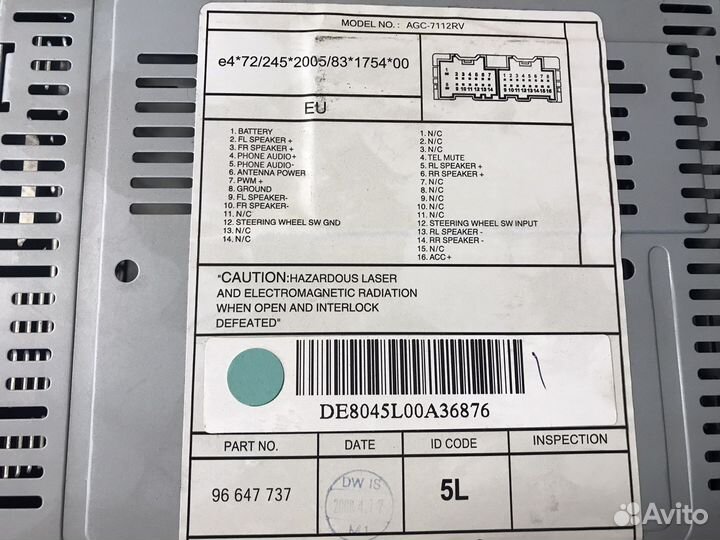 MODEL NO. : AGC-7112RV
e4*72/245*2005/83*1754*00
EU
1. BATTERY
2. FL SPEAKER +
3. FR SPEAKER +
4. PHONE AUDIO+
5. PHONE AUDIO-
6. ANTENNA POWER
7. PWM +
8. GROUND
9. FL SPEAKER-
10. FR SPEAKER-
11. N/C
12. STEERING WHEEL SW GND
13. N/C
14. N/C
1. N/C
2. N/C
3. N/C
4. TEL MUTE
5. RL SPEAKER +
6. RR SPEAKER +
7. N/C
8. N/C
9. N/C
10. N/C
11. N/C
12. STEERING WHEEL SW INPUT
13. RL SPEAKER -
14. RR SPEAKER -
15. N/C
16. ACC+
"CAUTION:HAZARDOUS LASER
AND ELECTROMAGNETIC RADIATION
WHEN OPEN AND INTERLOCK
DEFEATED"
DE8045L00A36876
PART NO. DATE ID CODE INSPECTION
96 647 737 5L
DW IS
Avito